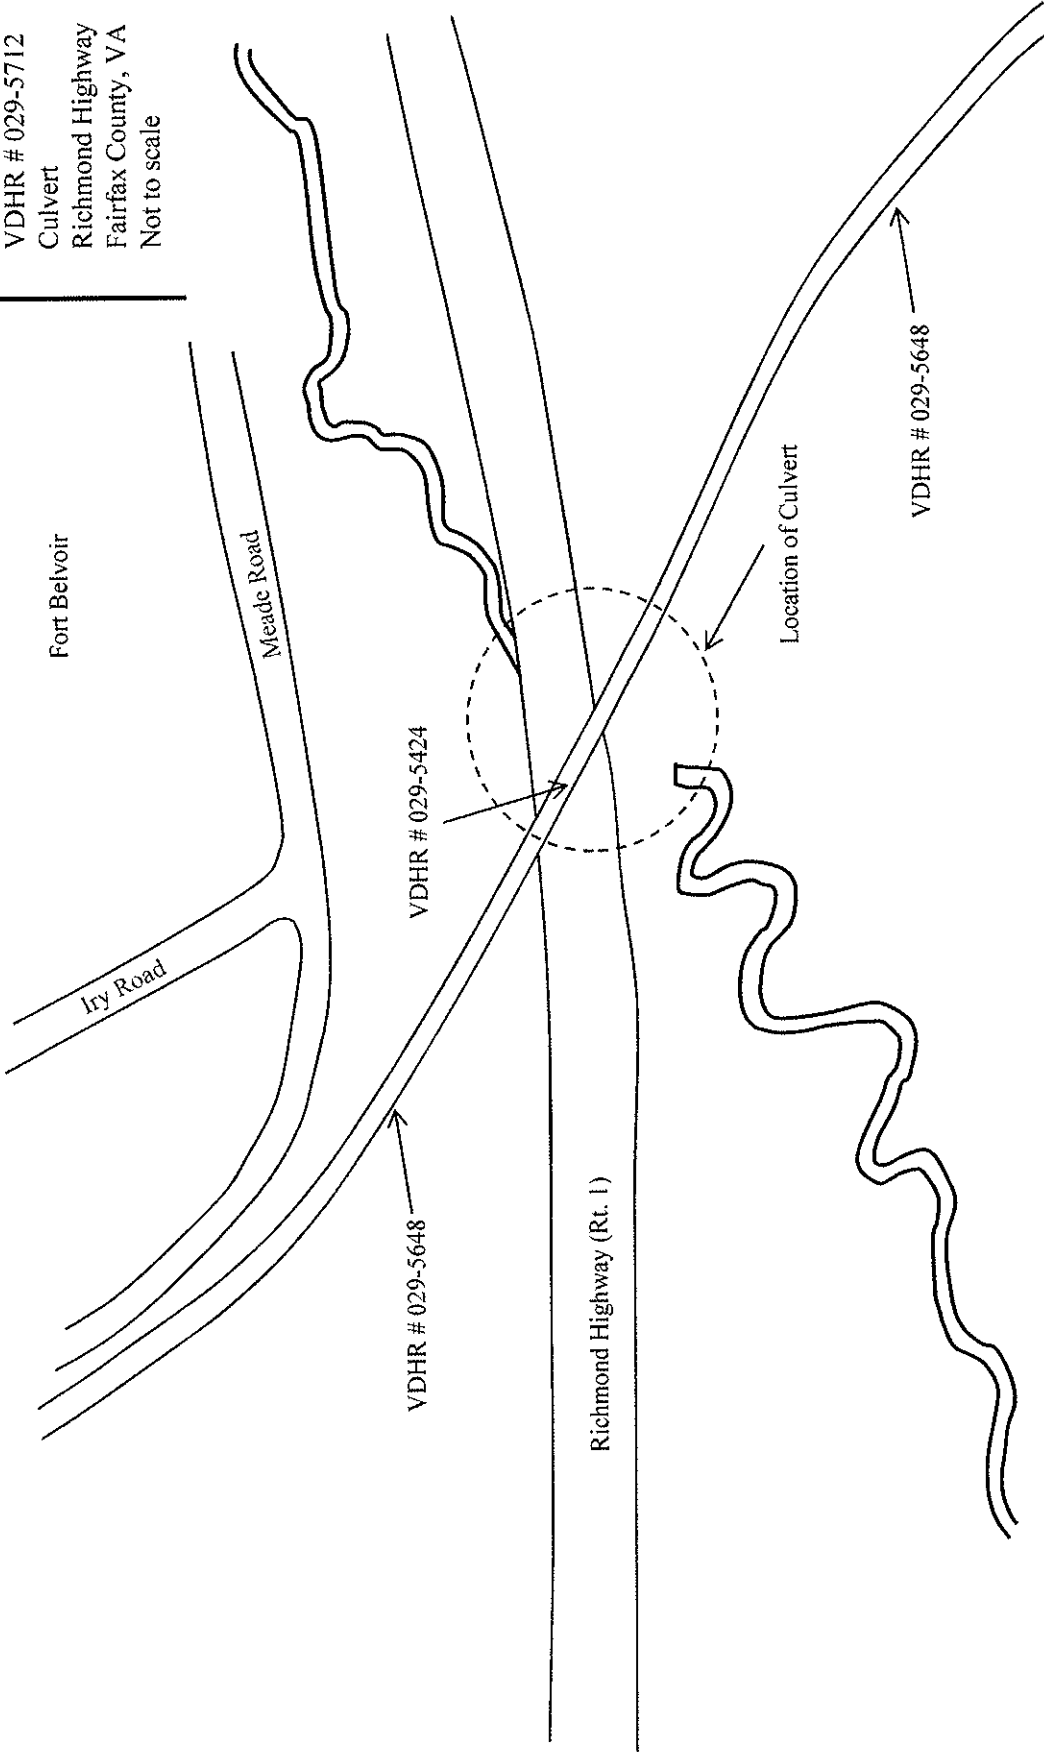 VDHR # 029-5712
Culvert
Richmond Highway
Fairfax County, VA
Not to scale
Fort Belvoir
Meade Road
Iry Road
VDHR # 029-5424
VDHR # 029-5648
Richmond Highway (Rt. 1)
Location of Culvert
VDHR # 029-5648